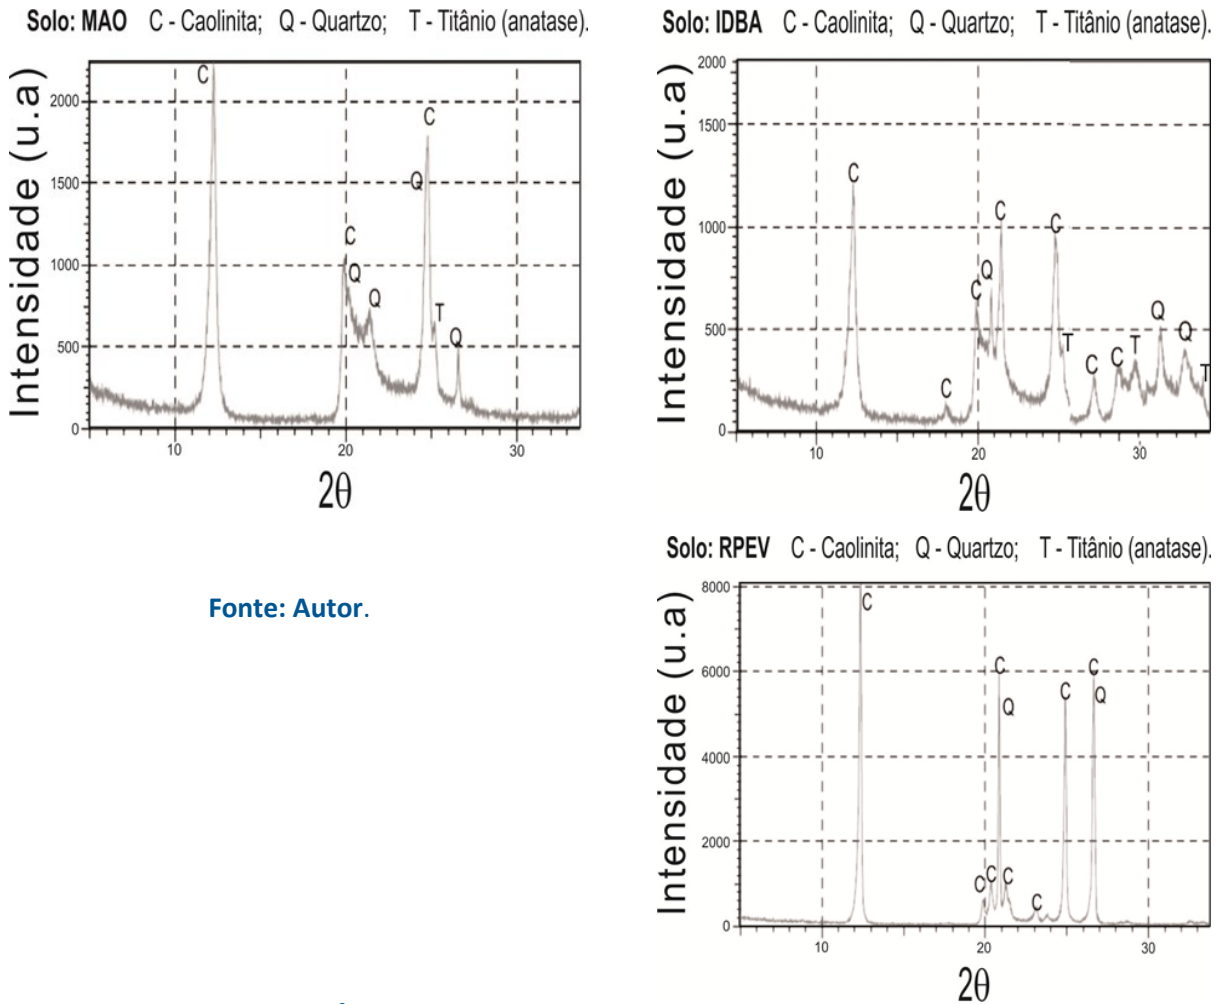 Solo: MAO C - Caolinita; Q - Quartzo; T - Titânio (anatase).
Intensidade (u.a)
2000
1500
1000
500
0
C
C
Q
C
Q
Q
T
Q
10
20
30
2θ
Solo: IDBA C - Caolinita; Q - Quartzo; T - Titânio (anatase).
Intensidade (u.a)
2000
1500
1000
500
0
C
C
C
Q
C
C
T
C
C
T
Q
Q
T
10
20
30
2θ
Fonte: Autor.
Solo: RPEV C - Caolinita; Q - Quartzo; T - Titânio (anatase).
Intensidade (u.a)
8000
6000
4000
2000
0
C
C
Q
C
C
Q
C
C
C
C
10
20
30
2θ